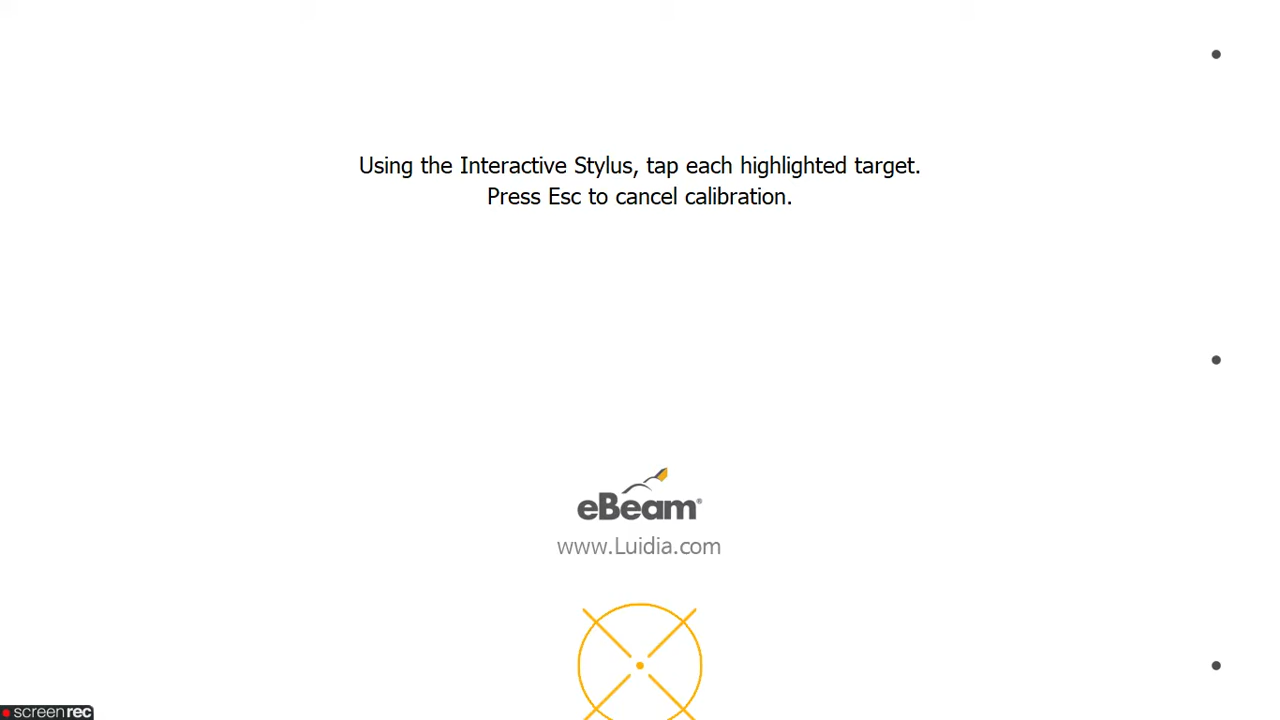 Using the Interactive Stylus, tap each highlighted target.
Press Esc to cancel calibration.
eBeam®
www.Luidia.com
screenrec